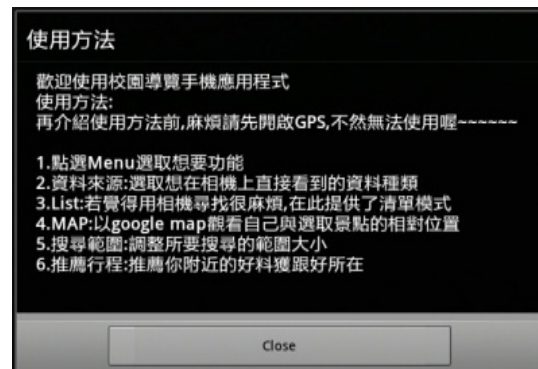 使用方法
歡迎使用校園導覽手機應用程式
使用方法:
再介紹使用方法前,麻煩請先開啟GPS,不然無法使用喔~~~~~~
1.點選Menu選取想要功能
2.資料來源:選取想在相機上直接看到的資料種類
3.List:若覺得用相機尋找很麻煩,在此提供了清單模式
4.MAP:以google map觀看自己與選取景點的相對位置
5.搜尋範圍:調整所要搜尋的範圍大小
6.推薦行程:推薦你附近的好料獲跟好所在
Close